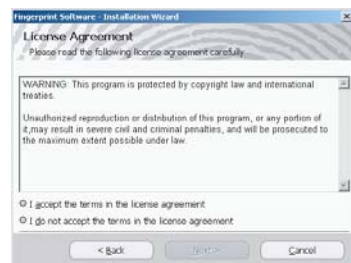 Fingerprint Software - Installation Wizard
License Agreement
Please read the following license agreement carefully.
WARNING: This program is protected by copyright law and international
treaties.
Unauthorized reproduction or distribution of this program, or any portion of
it,may result in severe civil and criminal penalties, and will be prosecuted to
the maximum extent possible under law.
I accept the terms in the license agreement
I do not accept the terms in the license agreement
< Back
Next >
Cancel